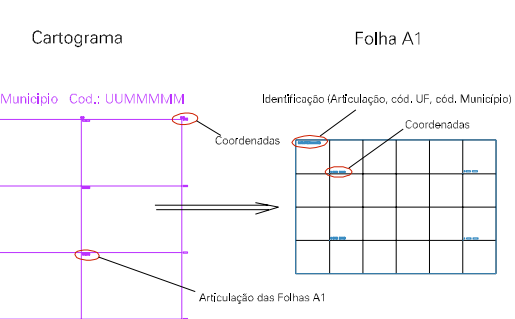 Cartograma
Folha A1
Municipio Cod.: UUMMMMM
Identificação (Articulação, cód. UF, cód. Município)
Coordenadas
Coordenadas
Articulação das Folhas A1